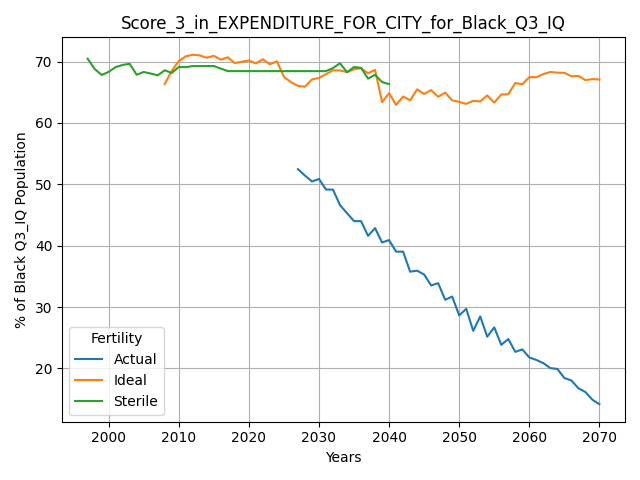 Score_3_in_EXPENDITURE_FOR_CITY_for_Black_Q3_IQ
% of Black Q3_IQ Population
70
60
50
40
30
20
Fertility
Actual
Ideal
Sterile
2000 2010 2020 2030 2040 2050 2060 2070
Years